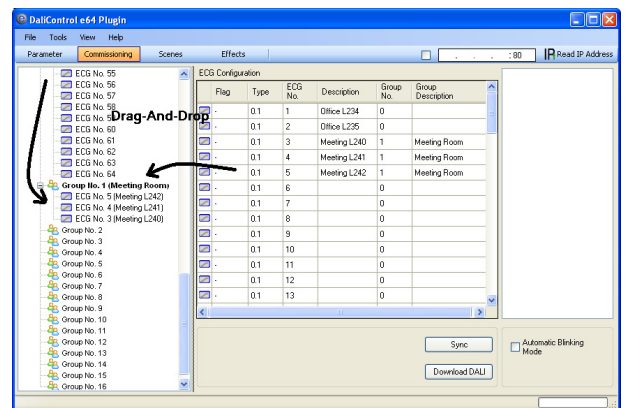 DaliControl e64 Plugin
File Tools View Help
Parameter Commissioning Scenes Effects . . . : 80 IP Read IP Address
ECG No. 55
ECG No. 56
ECG No. 57
ECG No. 58
ECG No. 59
Drag-And-Drop
ECG No. 60
ECG No. 61
ECG No. 62
ECG No. 63
ECG No. 64
Group No. 1 (Meeting Room)
ECG No. 5 (Meeting L242)
ECG No. 4 (Meeting L241)
ECG No. 3 (Meeting L240)
Group No. 2
Group No. 3
Group No. 4
Group No. 5
Group No. 6
Group No. 7
Group No. 8
Group No. 9
Group No. 10
Group No. 11
Group No. 12
Group No. 13
Group No. 14
Group No. 15
Group No. 16
ECG Configuration
Flag Type ECG No. Description Group No. Group Description
- 0.1 1 Office L234 0
- 0.1 2 Office L235 0
- 0.1 3 Meeting L240 1 Meeting Room
- 0.1 4 Meeting L241 1 Meeting Room
- 0.1 5 Meeting L242 1 Meeting Room
- 0.1 6 0
- 0.1 7 0
- 0.1 8 0
- 0.1 9 0
- 0.1 10 0
- 0.1 11 0
- 0.1 12 0
- 0.1 13 0
Sync
Download DALI
Automatic Blinking
Mode